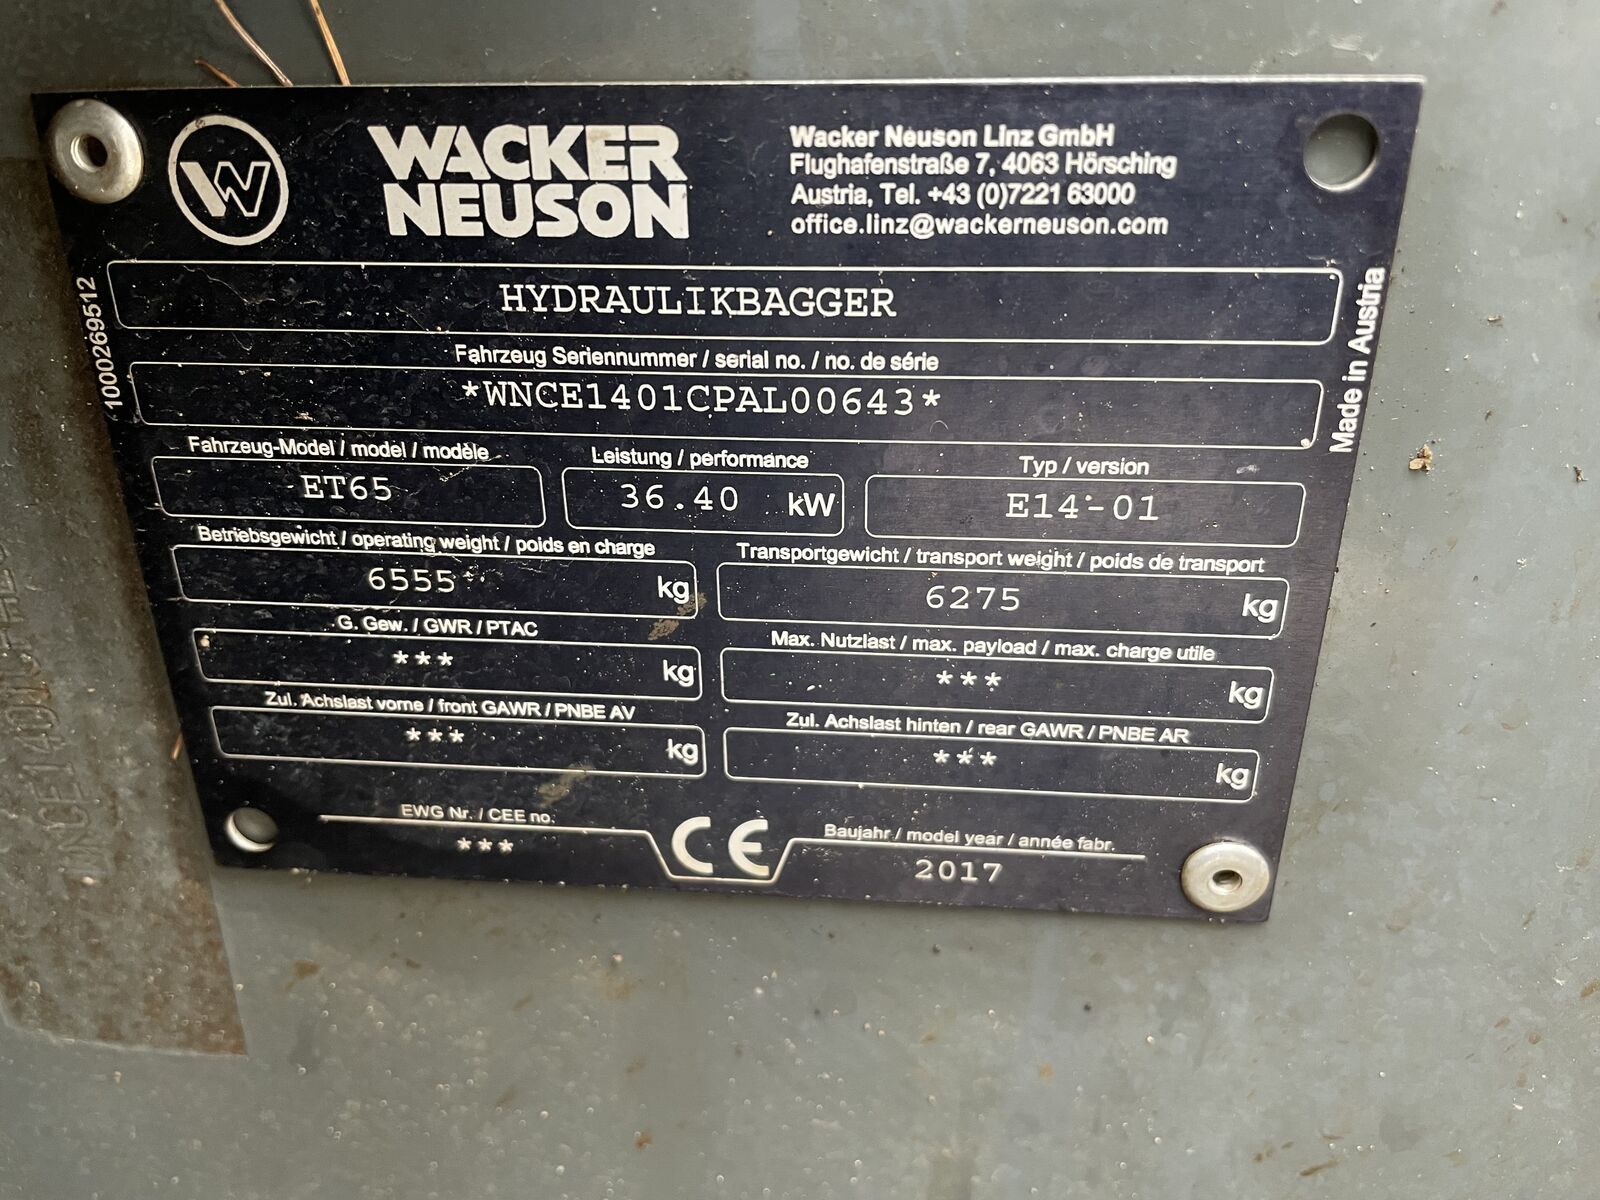 W
WACKER
NEUSON
Wacker Neuson Linz GmbH
Flughafenstraße 7, 4063 Hörsching
Austria, Tel. +43 (0)7221 63000
office.linz@wackerneuson.com
HYDRAULIKBAGGER
Fahrzeug Seriennummer / serial no. / no. de série
*WNCE1401CPAL00643*
Fahrzeug-Model / model / modèle
ET65
Leistung / performance
36.40 kW
Typ / version
E14-01
Betriebsgewicht / operating weight / poids en charge
6555 kg
Transportgewicht / transport weight / poids de transport
6275 kg
G. Gew. / GWR / PTAC
*** kg
Max. Nutzlast / max. payload / max. charge utile
*** kg
Zul. Achslast vorne / front GAWR / PNBE AV
*** kg
Zul. Achslast hinten / rear GAWR / PNBE AR
*** kg
EWG Nr. / CEE no.
***
CE
Baujahr / model year / année fabr.
2017
1000269512
Made in Austria